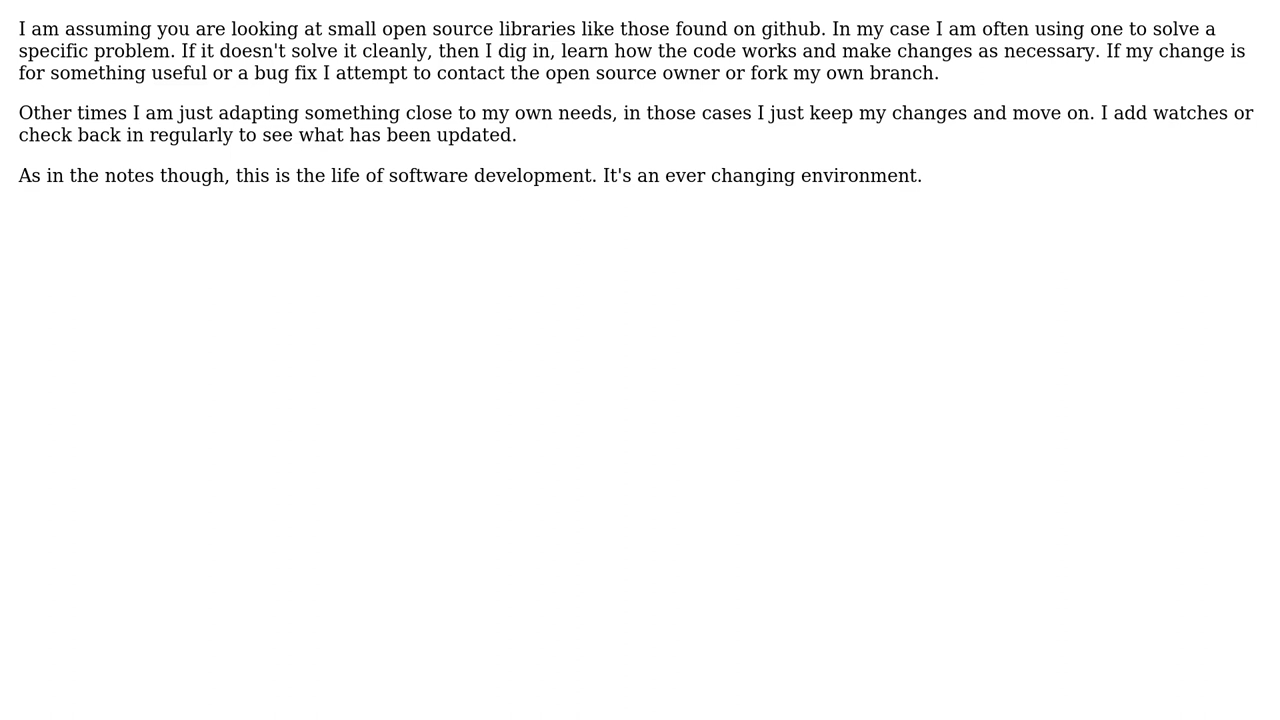 I am assuming you are looking at small open source libraries like those found on github. In my case I am often using one to solve a
specific problem. If it doesn't solve it cleanly, then I dig in, learn how the code works and make changes as necessary. If my change is
for something useful or a bug fix I attempt to contact the open source owner or fork my own branch.
Other times I am just adapting something close to my own needs, in those cases I just keep my changes and move on. I add watches or
check back in regularly to see what has been updated.
As in the notes though, this is the life of software development. It's an ever changing environment.